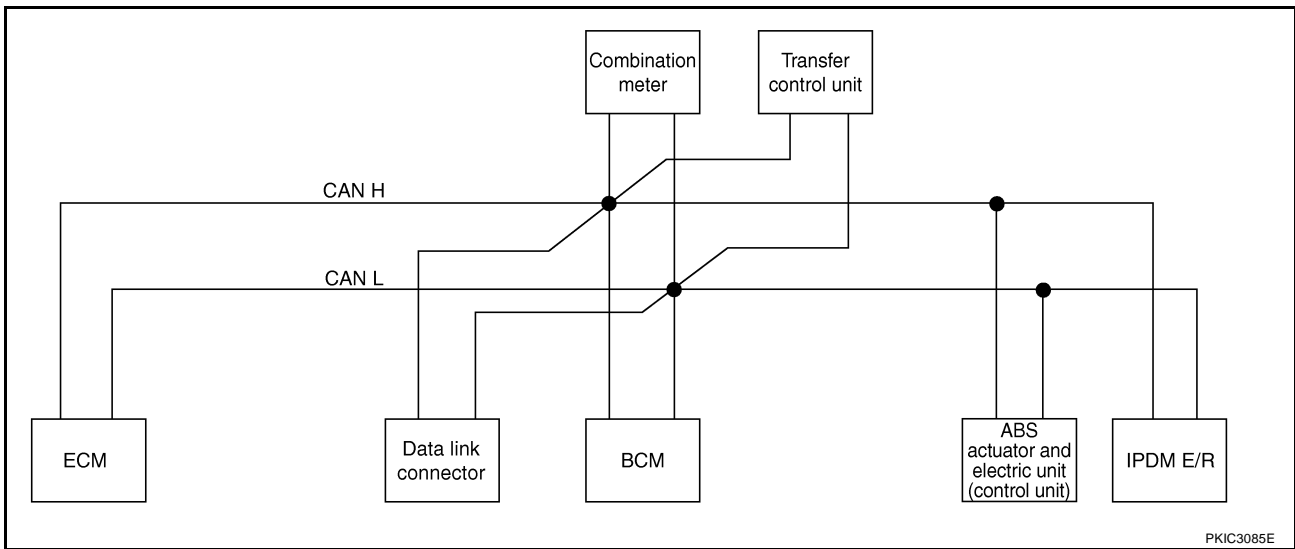 Combination
meter
Transfer
control unit
CAN H
CAN L
ECM
Data link
connector
BCM
ABS
actuator and
electric unit
(control unit)
IPDM E/R
PKIC3085E